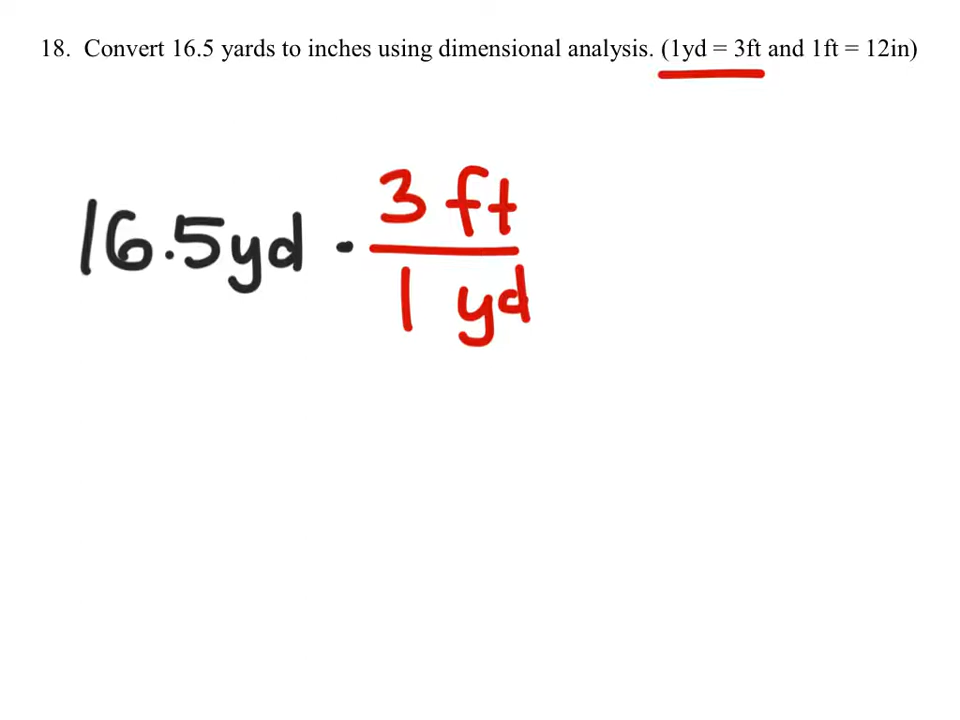 18. Convert 16.5 yards to inches using dimensional analysis. (1yd = 3ft and 1ft = 12in)
3 ft
16.5yd ·
1 yd